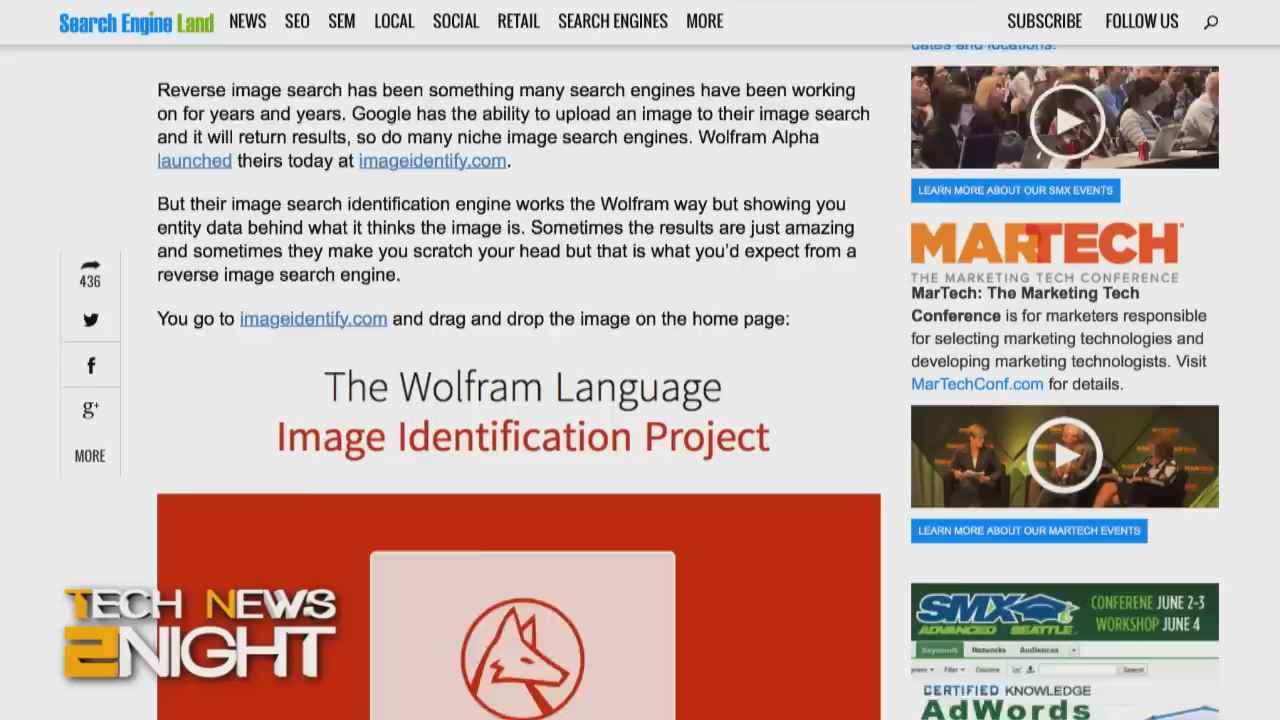 Search Engine Land NEWS SEO SEM LOCAL SOCIAL RETAIL SEARCH ENGINES MORE SUBSCRIBE FOLLOW US
dates and locations.
Reverse image search has been something many search engines have been working
on for years and years. Google has the ability to upload an image to their image search
and it will return results, so do many niche image search engines. Wolfram Alpha
launched theirs today at imageidentify.com.
But their image search identification engine works the Wolfram way but showing you
entity data behind what it thinks the image is. Sometimes the results are just amazing
and sometimes they make you scratch your head but that is what you'd expect from a
reverse image search engine.
You go to imageidentify.com and drag and drop the image on the home page:
The Wolfram Language
Image Identification Project
436
g+
MORE
LEARN MORE ABOUT OUR SMX EVENTS
MARTECH
THE MARKETING TECH CONFERENCE
MarTech: The Marketing Tech
Conference is for marketers responsible
for selecting marketing technologies and
developing marketing technologists. Visit
MarTechConf.com for details.
LEARN MORE ABOUT OUR MARTECH EVENTS
SMX
ADVANCED SEATTLE
CONFERENE JUNE 2-3
WORKSHOP JUNE 4
Keywords Networks Audiences
Filter Columns Search
CERTIFIED KNOWLEDGE
AdWords
TECH NEWS
2NIGHT